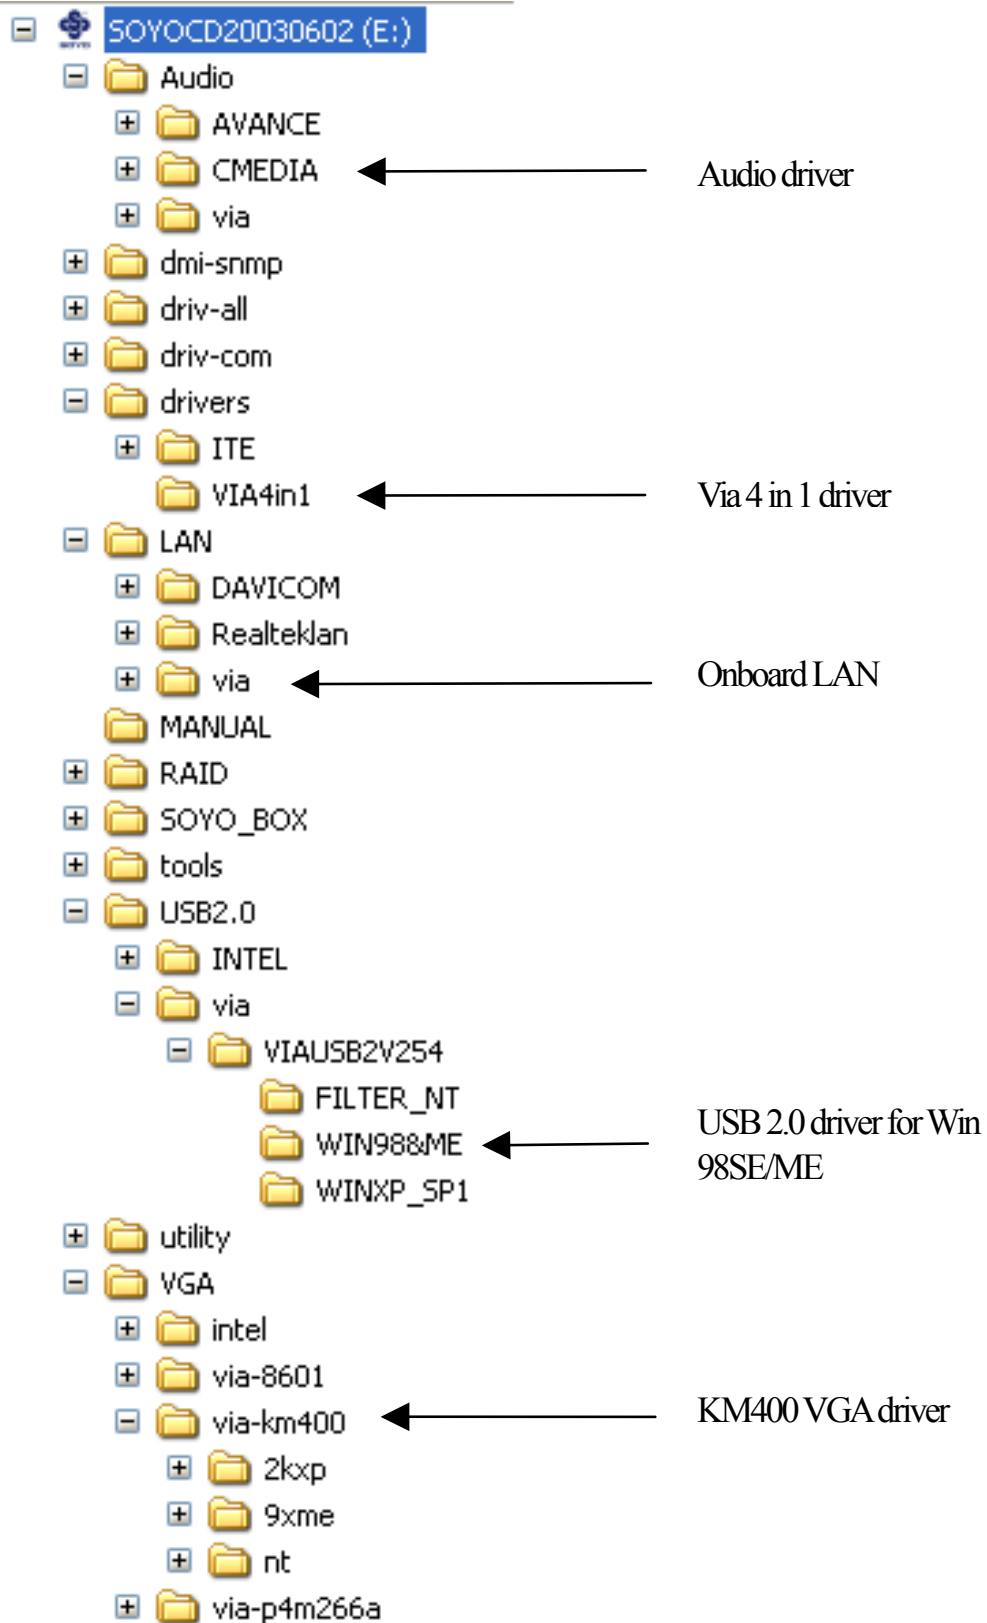 SOYOCD20030602 (E:)
Audio
AVANCE
CMEDIA
Audio driver
via
dmi-snmp
driv-all
driv-com
drivers
ITE
VIA4in1
Via 4 in 1 driver
LAN
DAVICOM
Realteklan
via
Onboard LAN
MANUAL
RAID
SOYO_BOX
tools
USB2.0
INTEL
via
VIAUSB2V254
FILTER_NT
WIN98&ME
USB 2.0 driver for Win
98SE/ME
WINXP_SP1
utility
VGA
intel
via-8601
via-km400
KM400 VGA driver
2kxp
9xme
nt
via-p4m266a